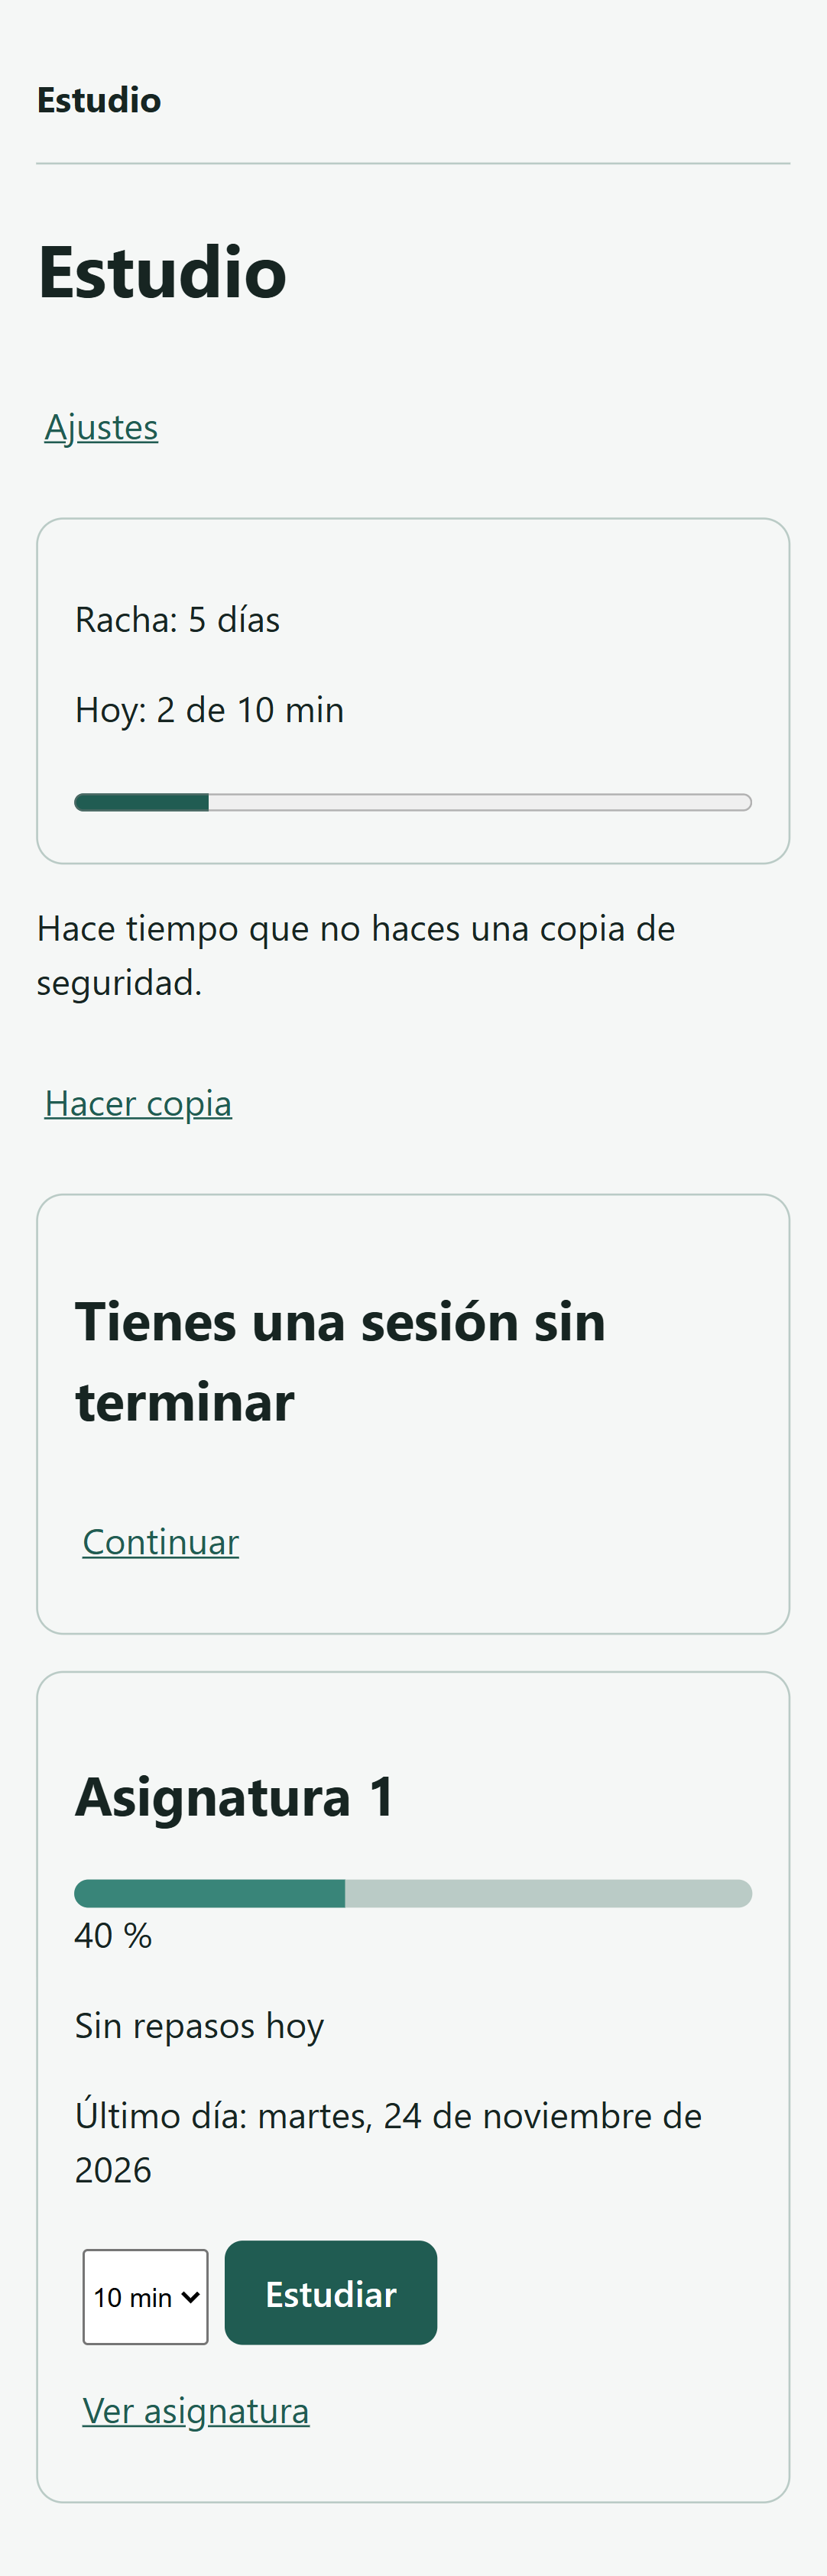 Estudio
Estudio
Ajustes
Racha: 5 días
Hoy: 2 de 10 min
Hace tiempo que no haces una copia de
seguridad.
Hacer copia
Tienes una sesión sin
terminar
Continuar
Asignatura 1
40 %
Sin repasos hoy
Último día: martes, 24 de noviembre de
2026
10 min Estudiar
Ver asignatura